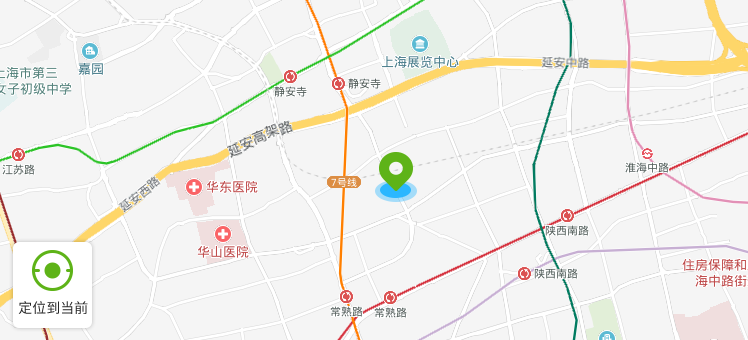 嘉园
上海市第三
女子初级中学
静安寺
静安寺
上海展览中心
延安中路
江苏路
延安高架路
延安西路
华东医院
7号线
淮海中路
华山医院
陕西南路
陕西南路
住房保障和
海中路街
定位到当前
常熟路
常熟路